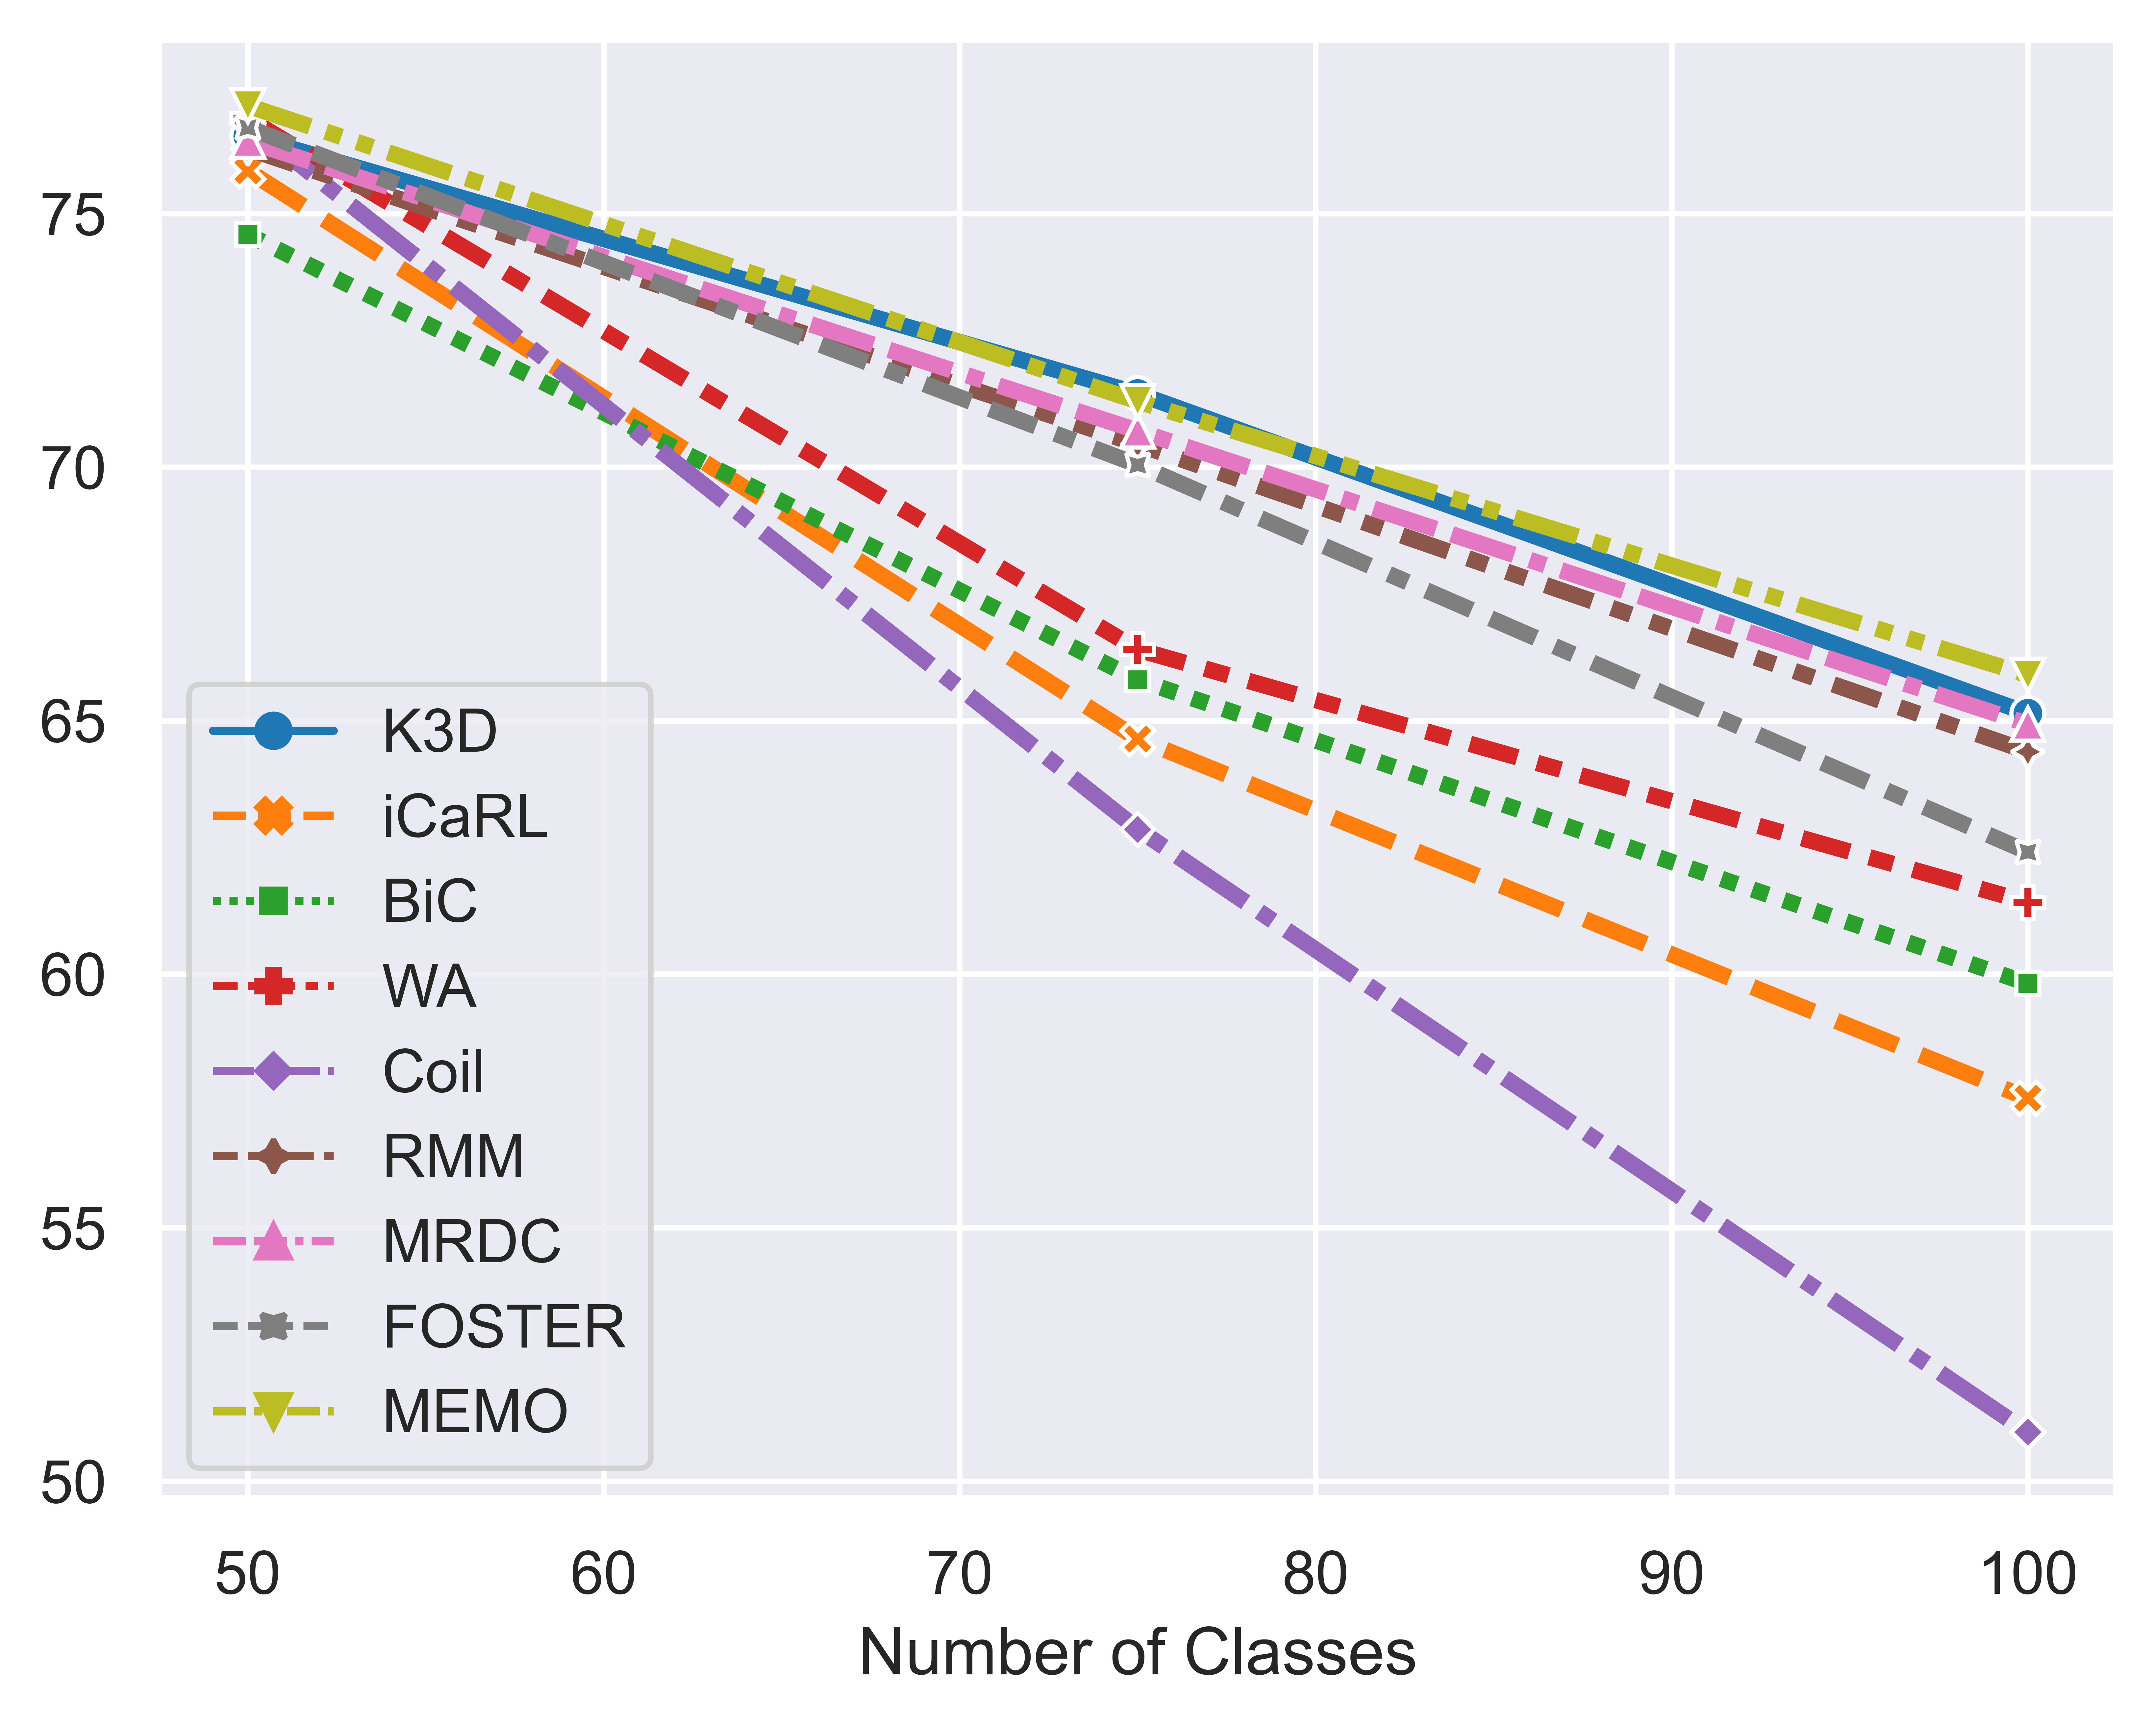 75
70
65
60
55
50
K3D
iCaRL
BiC
WA
Coil
RMM
MRDC
FOSTER
MEMO
50 60 70 80 90 100
Number of Classes